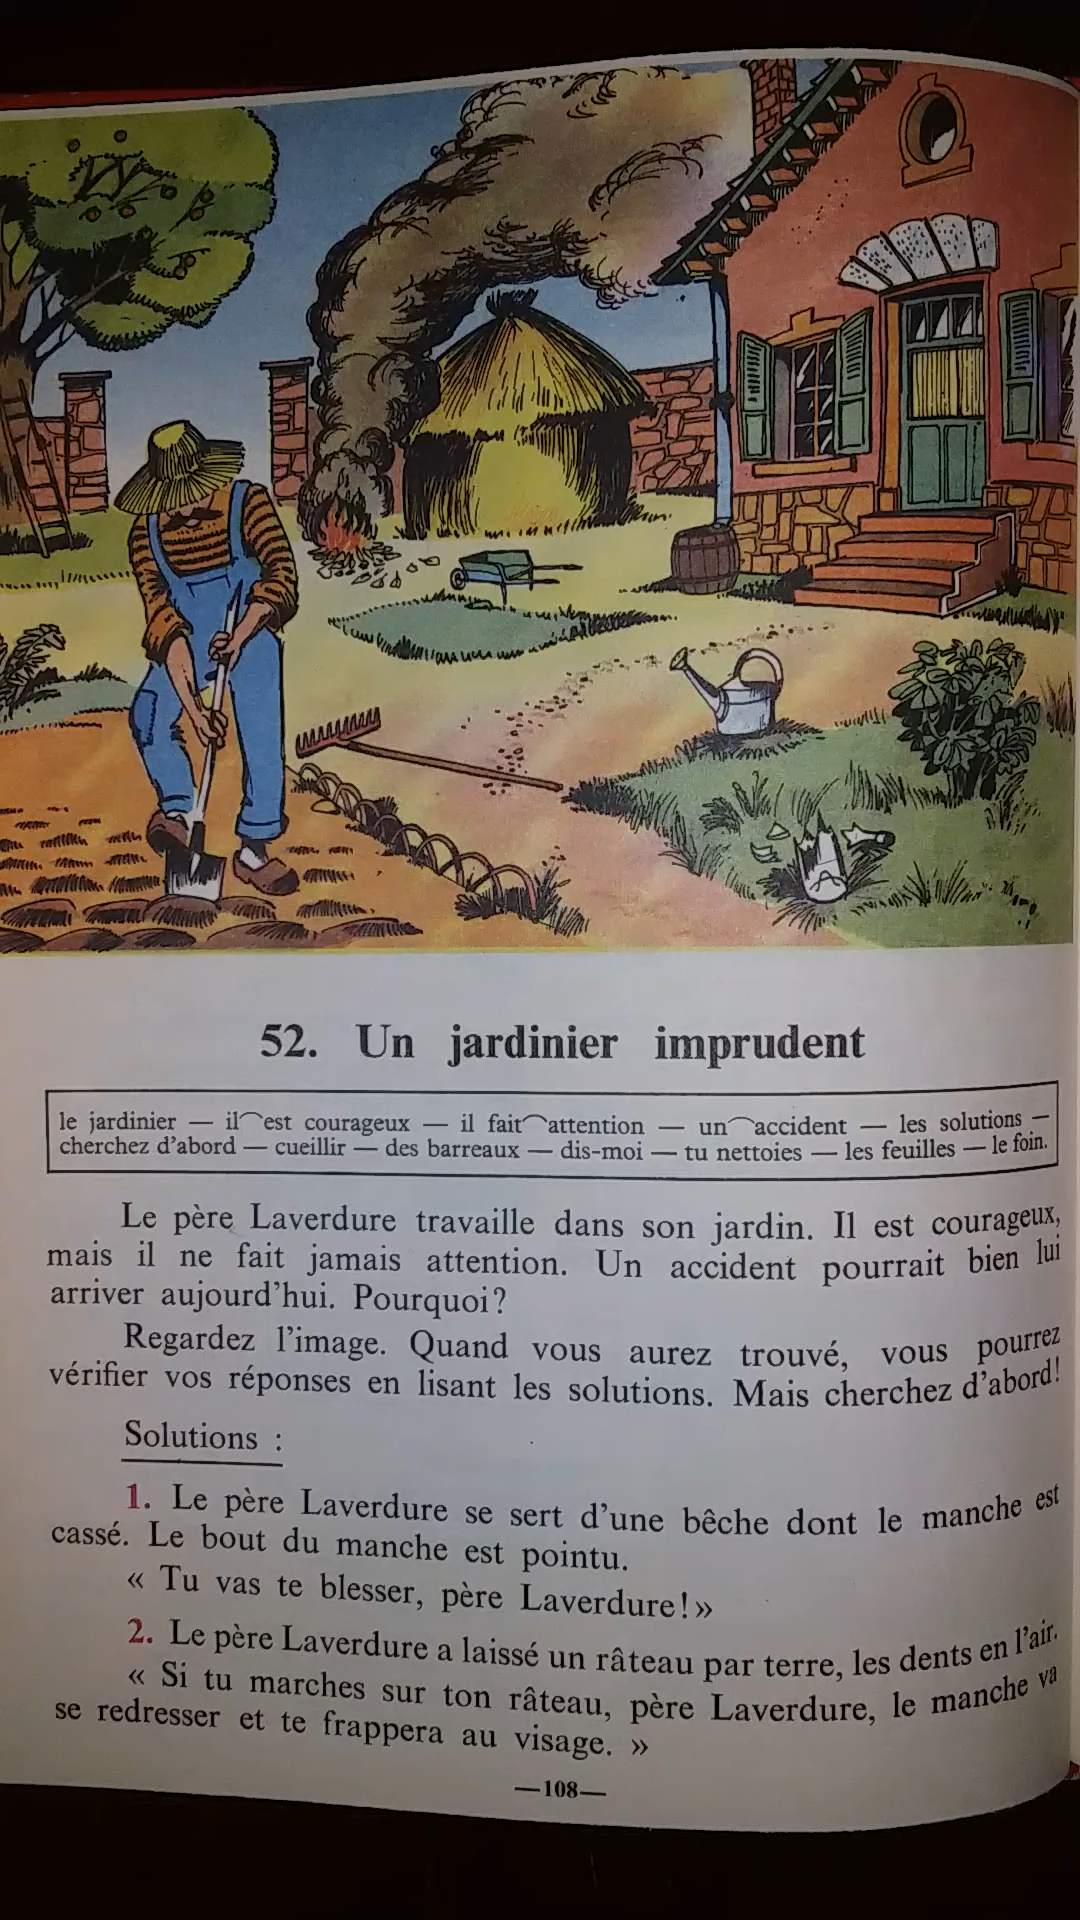 52. Un jardinier imprudent
le jardinier — il est courageux — il fait attention — un accident — les solutions —
cherchez d'abord — cueillir — des barreaux — dis-moi — tu nettoies — les feuilles — le foin.
Le père Laverdure travaille dans son jardin. Il est courageux,
mais il ne fait jamais attention. Un accident pourrait bien lui
arriver aujourd'hui. Pourquoi?
Regardez l'image. Quand vous aurez trouvé, vous pourrez
vérifier vos réponses en lisant les solutions. Mais cherchez d'abord!
Solutions :
1. Le père Laverdure se sert d'une bêche dont le manche est
cassé. Le bout du manche est pointu.
« Tu vas te blesser, père Laverdure! »
2. Le père Laverdure a laissé un râteau par terre, les dents en l'air.
« Si tu marches sur ton râteau, père Laverdure, le manche va
se redresser et te frappera au visage. »
—108—